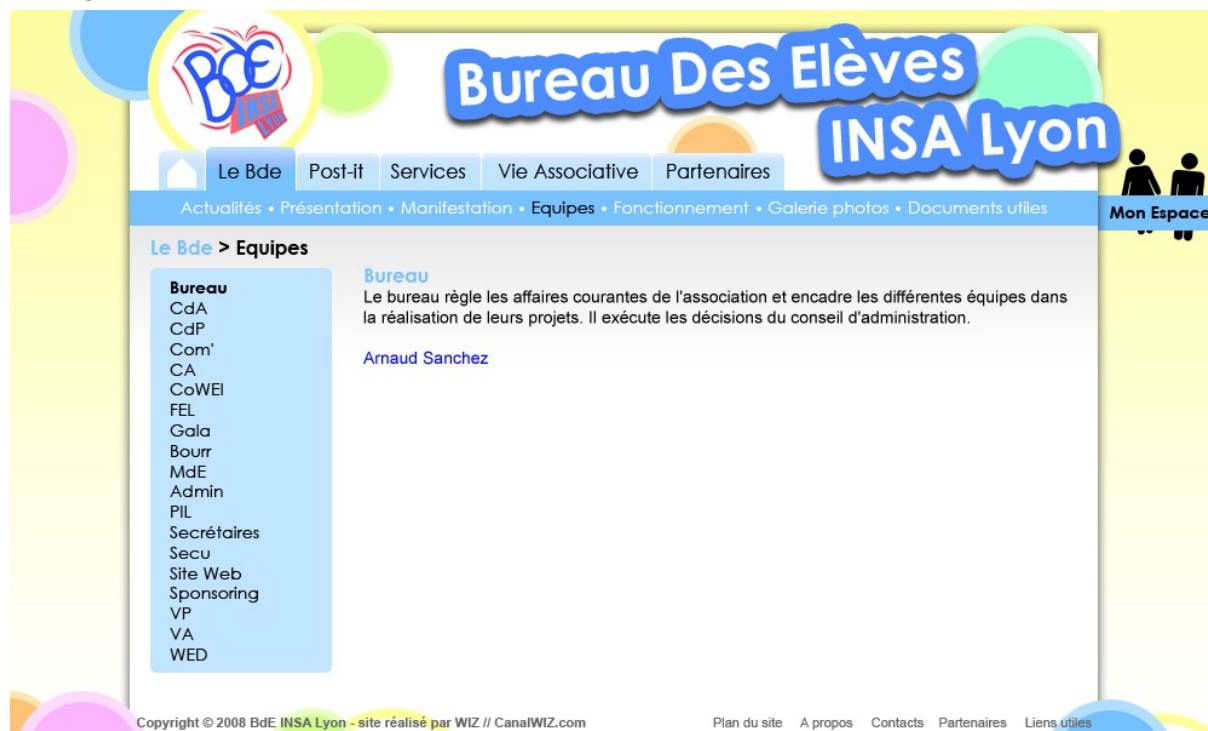 BdE
INSA
LYON
Bureau Des Elèves
INSA Lyon
Le Bde Post-it Services Vie Associative Partenaires
Actualités • Présentation • Manifestation • Equipes • Fonctionnement • Galerie photos • Documents utiles
Mon Espace
Le Bde > Equipes
Bureau
CdA
CdP
Com'
CA
CoWEI
FEL
Gala
Bourr
MdE
Admin
PIL
Secrétaires
Secu
Site Web
Sponsoring
VP
VA
WED
Bureau
Le bureau règle les affaires courantes de l'association et encadre les différentes équipes dans
la réalisation de leurs projets. Il exécute les décisions du conseil d'administration.
Arnaud Sanchez
Copyright © 2008 BdE INSA Lyon - site réalisé par WIZ // CanalWIZ.com
Plan du site A propos Contacts Partenaires Liens utiles